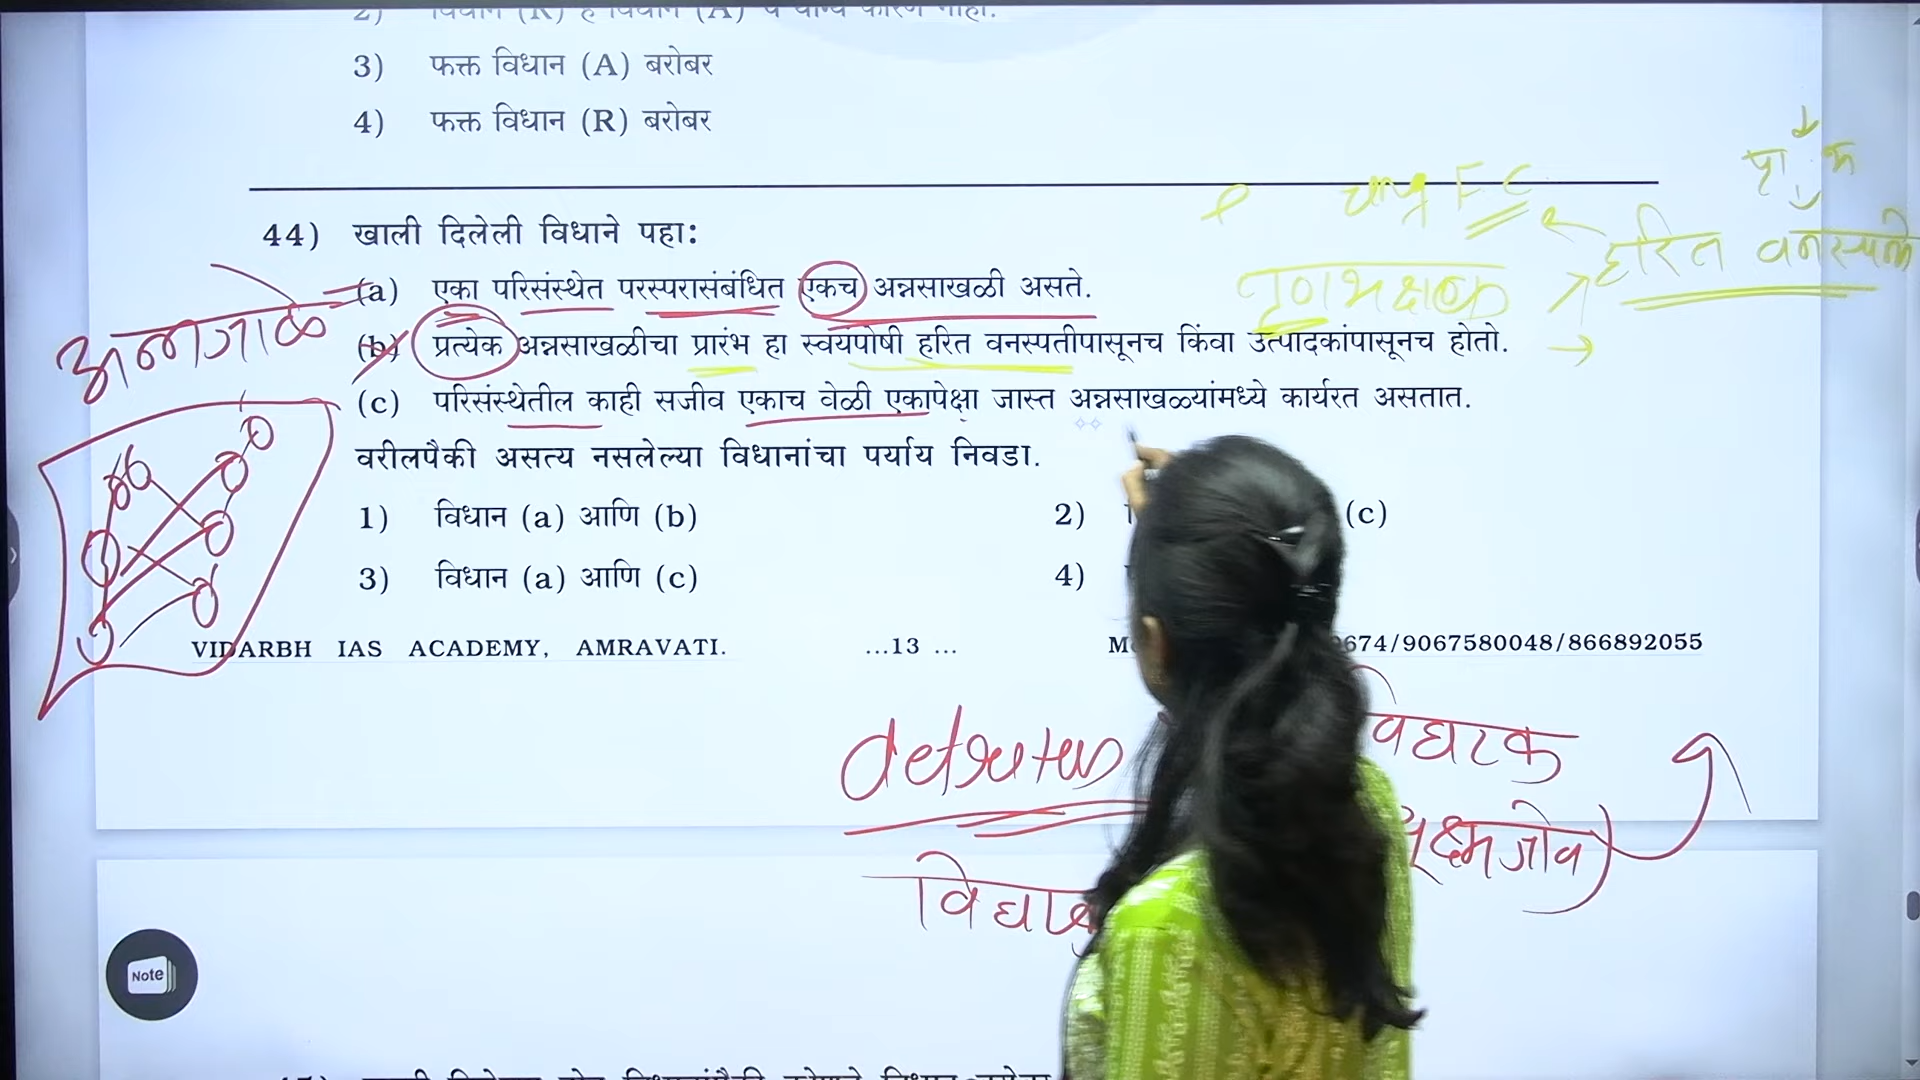 3) फक्त विधान (A) बरोबर
4) फक्त विधान (R) बरोबर
44) खाली दिलेली विधाने पहा:
(a) एका परिसंस्थेत परस्परासंबंधित एकच अन्नसाखळी असते.
(b) प्रत्येक अन्नसाखळीचा प्रारंभ हा स्वयंपोषी हरित वनस्पतीपासूनच किंवा उत्पादकांपासूनच होतो.
(c) परिसंस्थेतील काही सजीव एकाच वेळी एकापेक्षा जास्त अन्नसाखळ्यांमध्ये कार्यरत असतात.
वरीलपैकी असत्य नसलेल्या विधानांचा पर्याय निवडा.
1) विधान (a) आणि (b)
2) (c)
3) विधान (a) आणि (c)
4)
VIDARBH IAS ACADEMY, AMRAVATI. ...13 ... 674/9067580048/866892055
अन्नजाळे
FC
तृणभक्षक
हरित वनस्पती
विघटक
Note